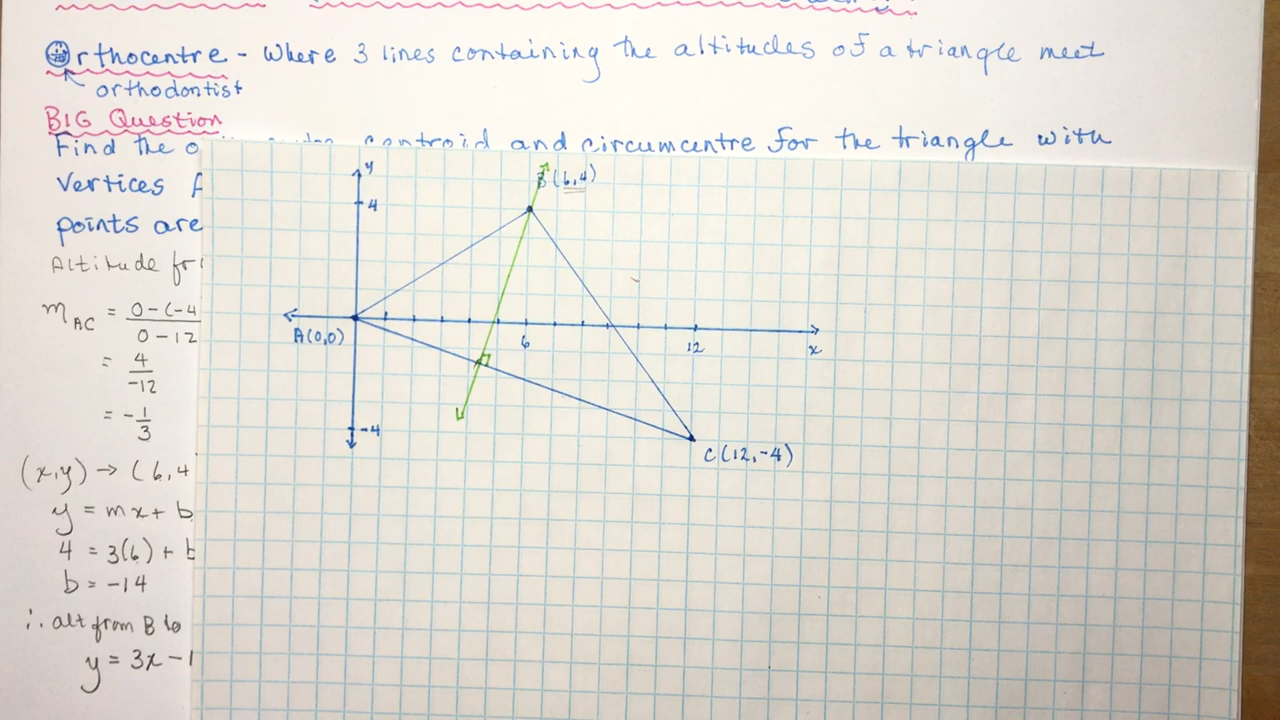 Orthocentre - Where 3 lines containing the altitudes of a triangle meet
orthodontist
BIG Question
Find the centroid and circumcentre for the triangle with
Vertices
points are
Altitude
m AC = 0-(-4
0-12
= 4
-12
= -1
3
(x,y) → (6,4
y = mx + b
4 = 3(6) + b
b = -14
∴ alt from B to
y = 3x - 1
y
B(6,4)
4
A(0,0)
6
12
x
-4
C(12,-4)